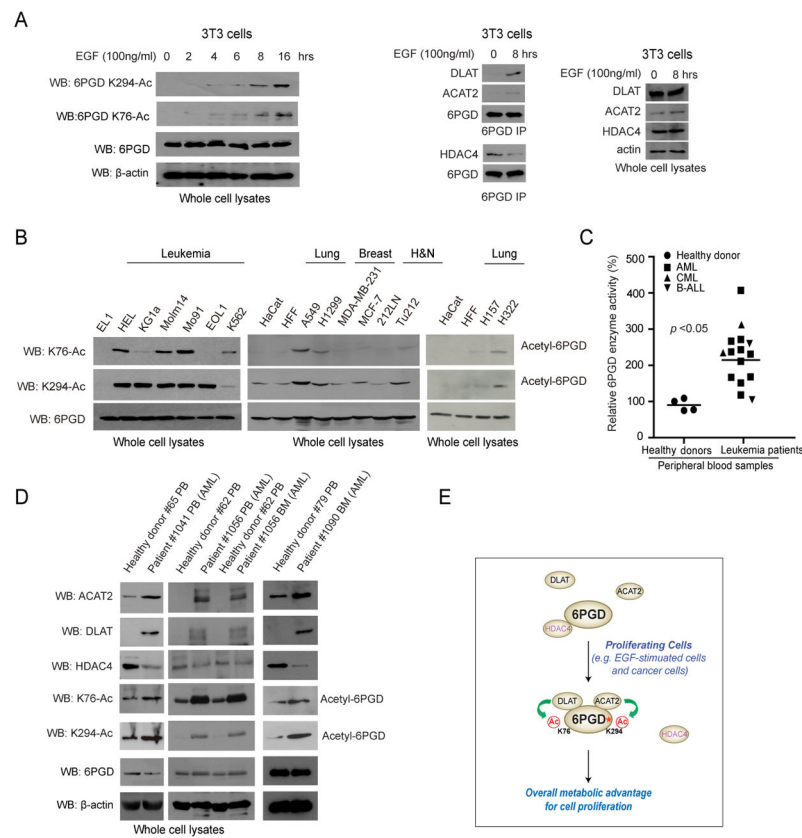 A
3T3 cells
EGF (100ng/ml) 0 2 4 6 8 16 hrs
WB: 6PGD K294-Ac
WB:6PGD K76-Ac
WB: 6PGD
WB: β-actin
Whole cell lysates
3T3 cells
EGF (100ng/ml) 0 8 hrs
DLAT
ACAT2
6PGD
6PGD IP
HDAC4
6PGD
6PGD IP
3T3 cells
EGF (100ng/ml) 0 8 hrs
DLAT
ACAT2
HDAC4
actin
Whole cell lysates
B
Leukemia
EL1 HEL KG1a Molm14 Mo91 EOL1 K562
Lung Breast H&N
HaCat HFF A549 H1299 MDA-MB-231 MCF-7 212LN Tu212
Lung
HaCat HFF H157 H322
WB: K76-Ac Acetyl-6PGD
WB: K294-Ac Acetyl-6PGD
WB: 6PGD
Whole cell lysates Whole cell lysates Whole cell lysates
C
Healthy donor
AML
CML
B-ALL
Relative 6PGD enzyme activity (%)
500
400
300
200
100
0
p <0.05
Healthy donors Leukemia patients
Peripheral blood samples
D
Healthy donor #65 PB
Patient #1041 PB (AML)
Healthy donor #62 PB
Patient #1056 PB (AML)
Healthy donor #62 PB
Patient #1056 BM (AML)
Healthy donor #79 PB
Patient #1090 BM (AML)
WB: ACAT2
WB: DLAT
WB: HDAC4
WB: K76-Ac Acetyl-6PGD
WB: K294-Ac Acetyl-6PGD
WB: 6PGD
WB: β-actin
Whole cell lysates
E
DLAT
ACAT2
6PGD
HDAC4
Proliferating Cells
(e.g. EGF-stimuated cells
and cancer cells)
DLAT ACAT2
Ac 6PGD* Ac
K76 K294
HDAC4
Overall metabolic advantage
for cell proliferation